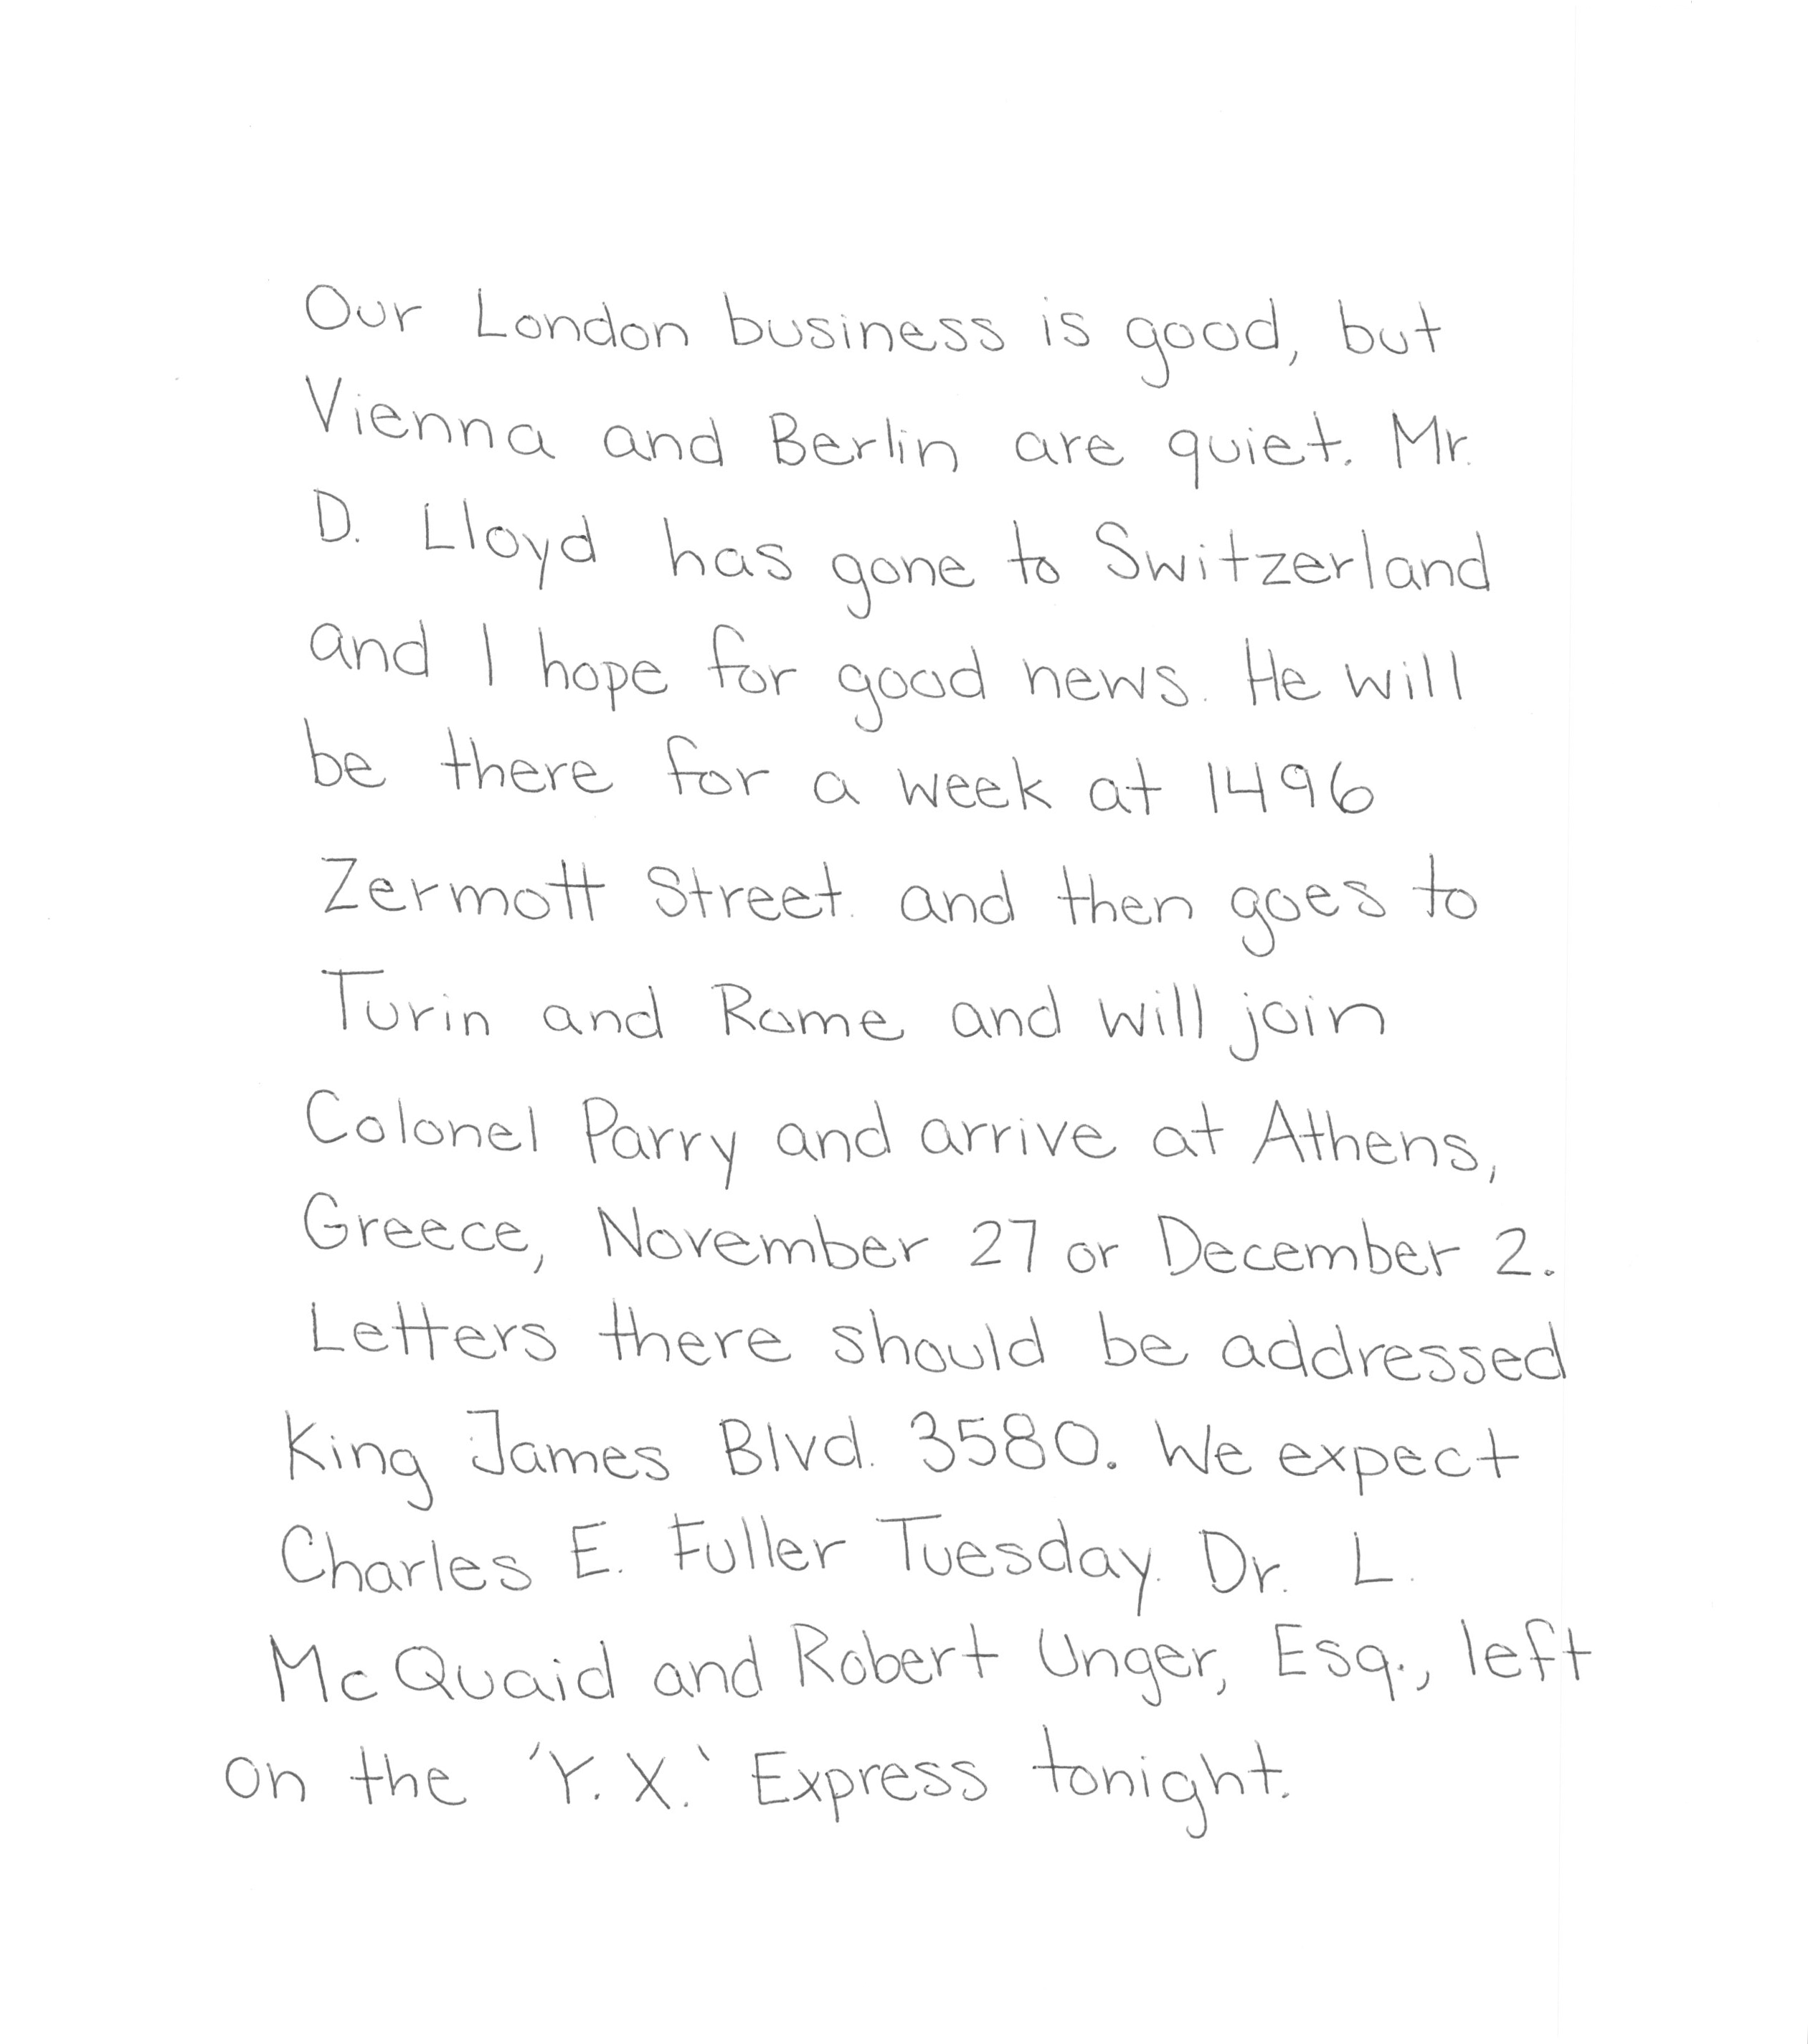 Our London business is good, but
Vienna and Berlin are quiet. Mr.
D. Lloyd has gone to Switzerland
and I hope for good news. He will
be there for a week at 1496
Zermott Street. and then goes to
Turin and Rome and will join
Colonel Parry and arrive at Athens,
Greece, November 27 or December 2.
Letters there should be addressed
King James Blvd. 3580. We expect
Charles E. Fuller Tuesday. Dr. L.
McQuaid and Robert Unger, Esq., left
on the 'Y. X.' Express tonight.